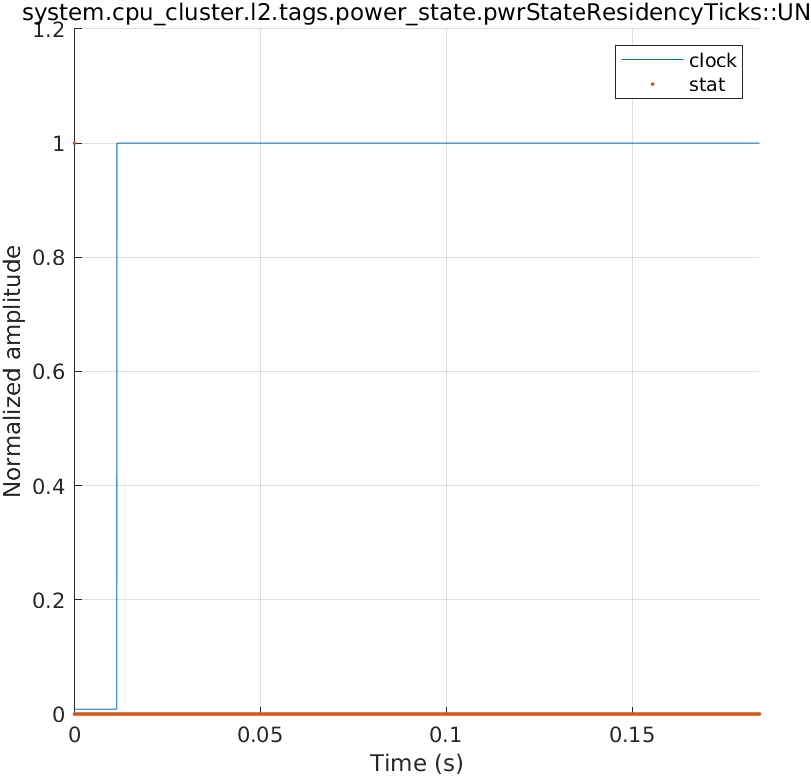 system.cpu_cluster.l2.tags.power_state.pwrStateResidencyTicks::UN
1.2
clock
stat
1
0.8
0.6
0.4
0.2
0
Normalized amplitude
0
0.05
0.1
0.15
Time (s)